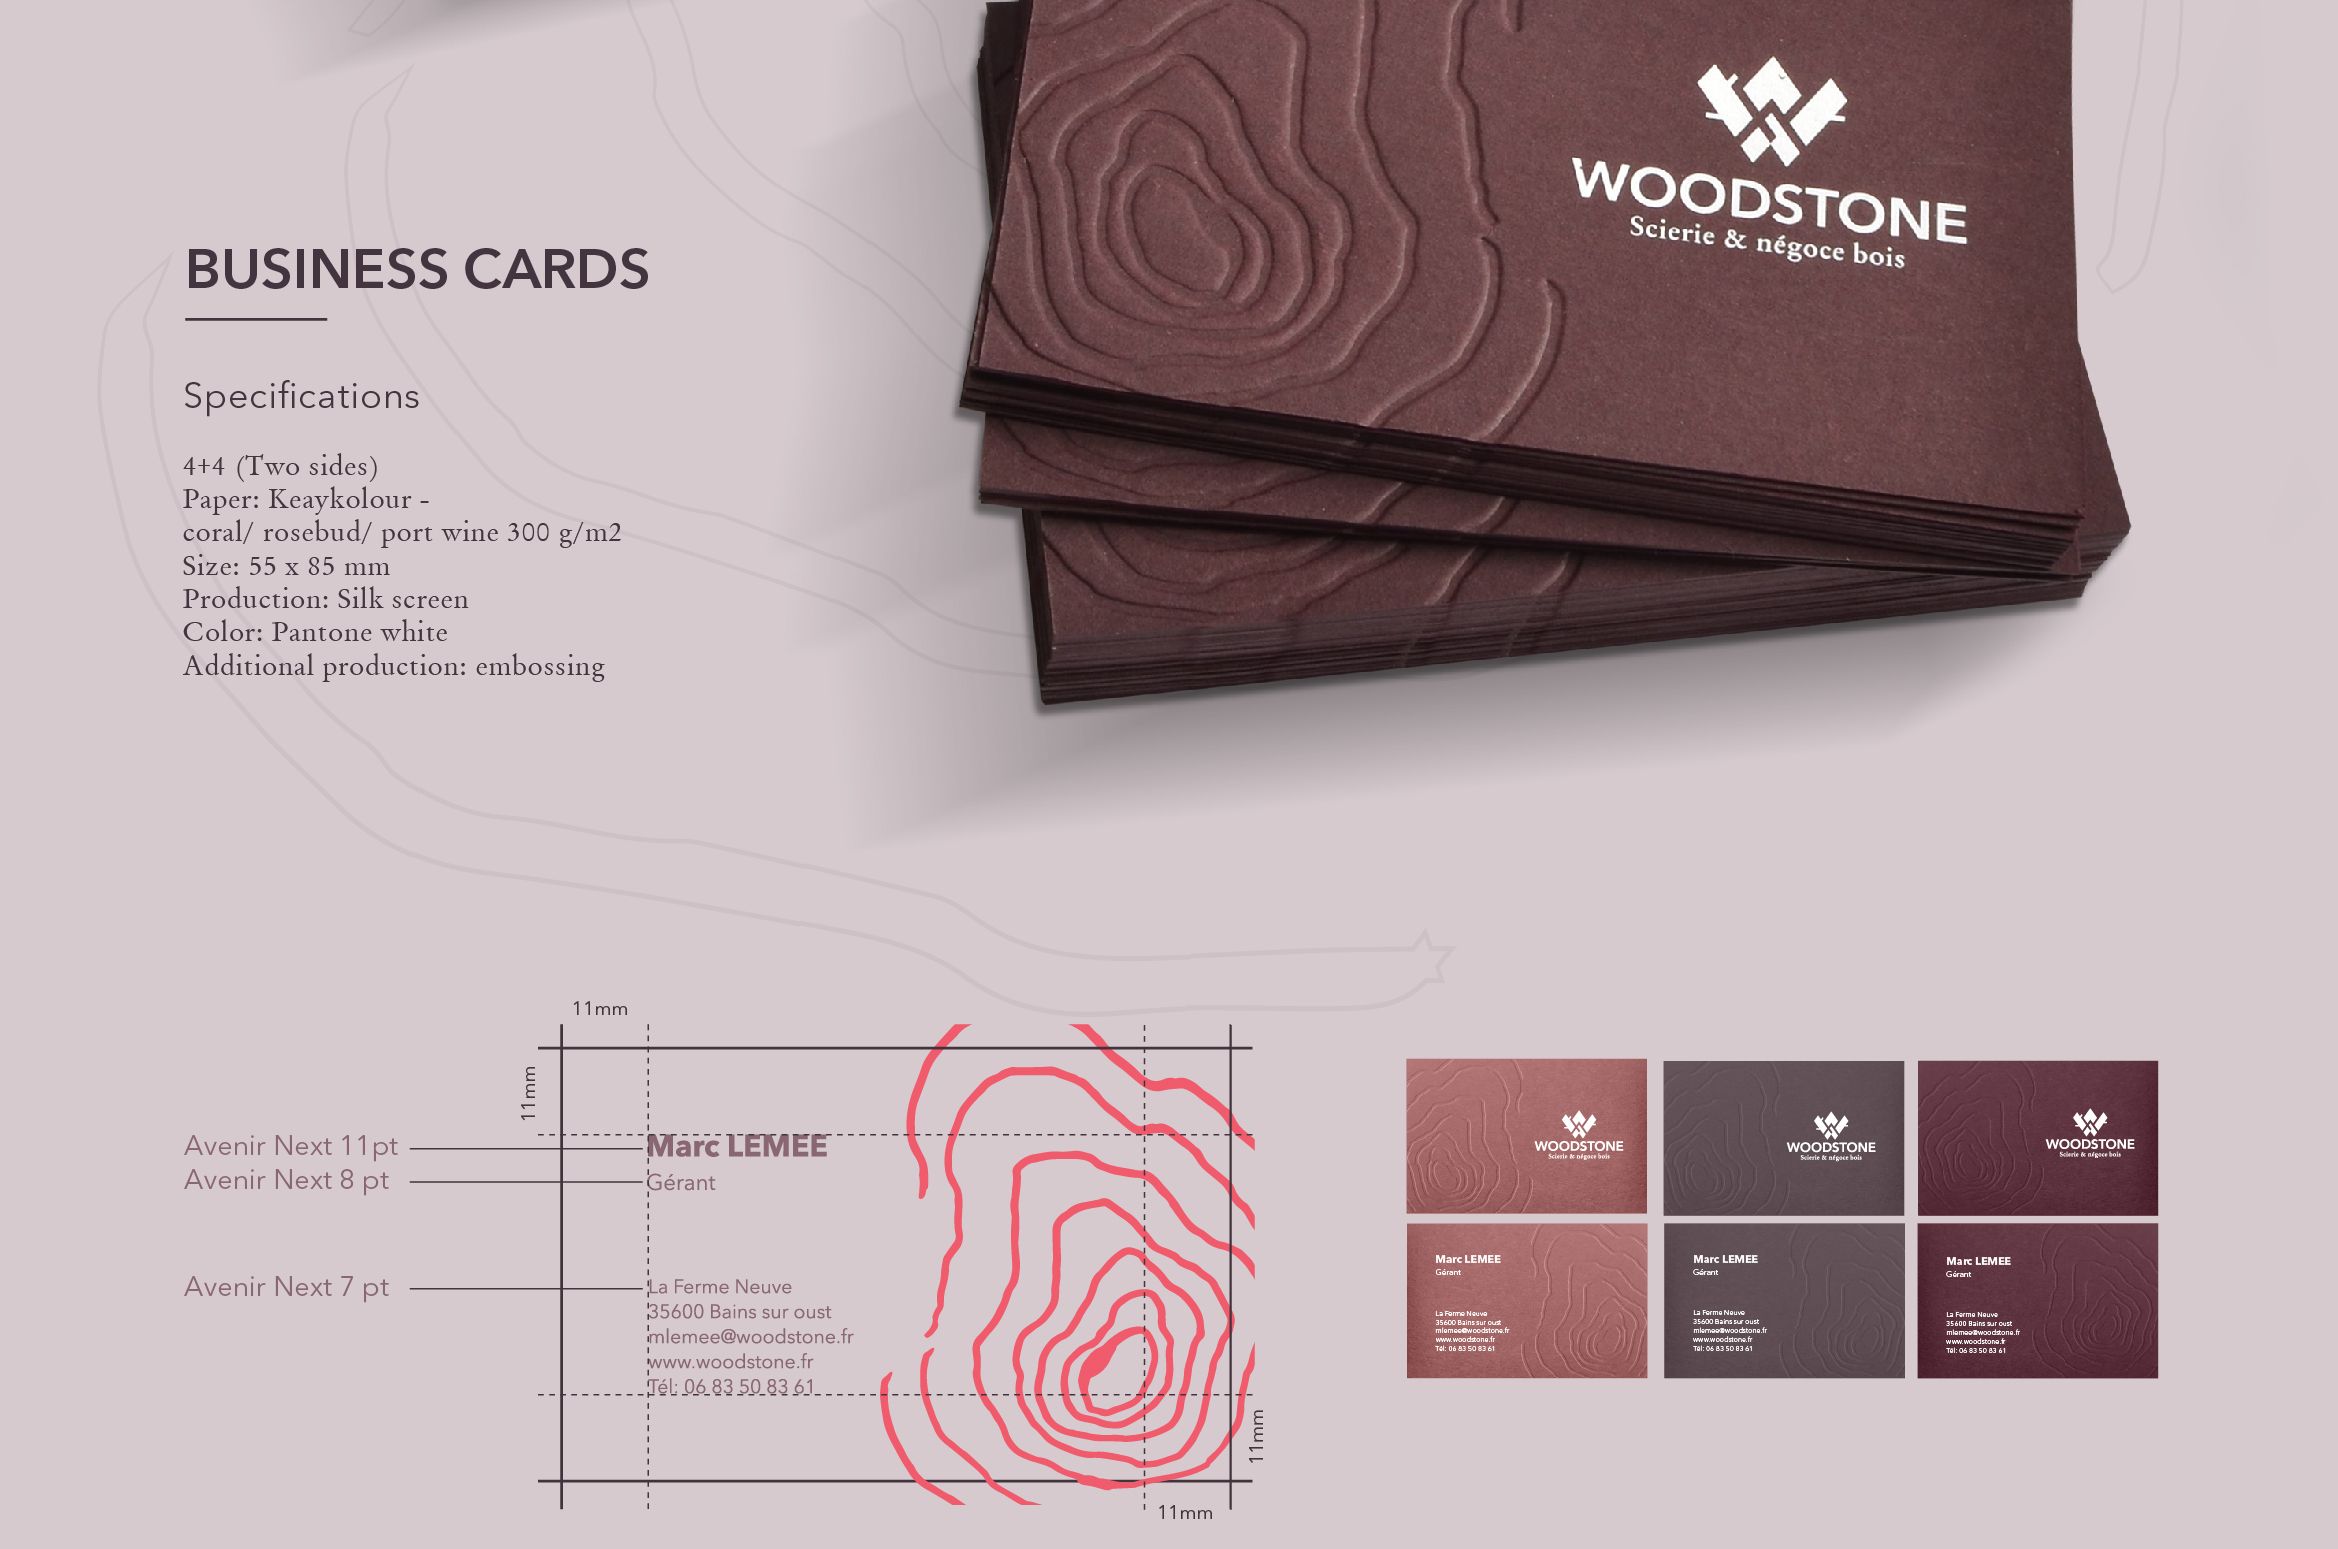 WOODSTONE
Scierie & négoce bois
BUSINESS CARDS
Specifications
4+4 (Two sides)
Paper: Keaykolour -
coral/ rosebud/ port wine 300 g/m2
Size: 55 x 85 mm
Production: Silk screen
Color: Pantone white
Additional production: embossing
11mm
11mm
Avenir Next 11pt
Avenir Next 8 pt
Avenir Next 7 pt
Marc LEMEE
Gérant
La Ferme Neuve
35600 Bains sur oust
mlemee@woodstone.fr
www.woodstone.fr
Tél: 06 83 50 83 61
11mm
11mm
WOODSTONE
Scierie & négoce bois
WOODSTONE
Scierie & négoce bois
WOODSTONE
Scierie & négoce bois
Marc LEMEE
Gérant
La Ferme Neuve
35600 Bains sur oust
mlemee@woodstone.fr
www.woodstone.fr
Tél: 06 83 50 83 61
Marc LEMEE
Gérant
La Ferme Neuve
35600 Bains sur oust
mlemee@woodstone.fr
www.woodstone.fr
Tél: 06 83 50 83 61
Marc LEMEE
Gérant
La Ferme Neuve
35600 Bains sur oust
mlemee@woodstone.fr
www.woodstone.fr
Tél: 06 83 50 83 61